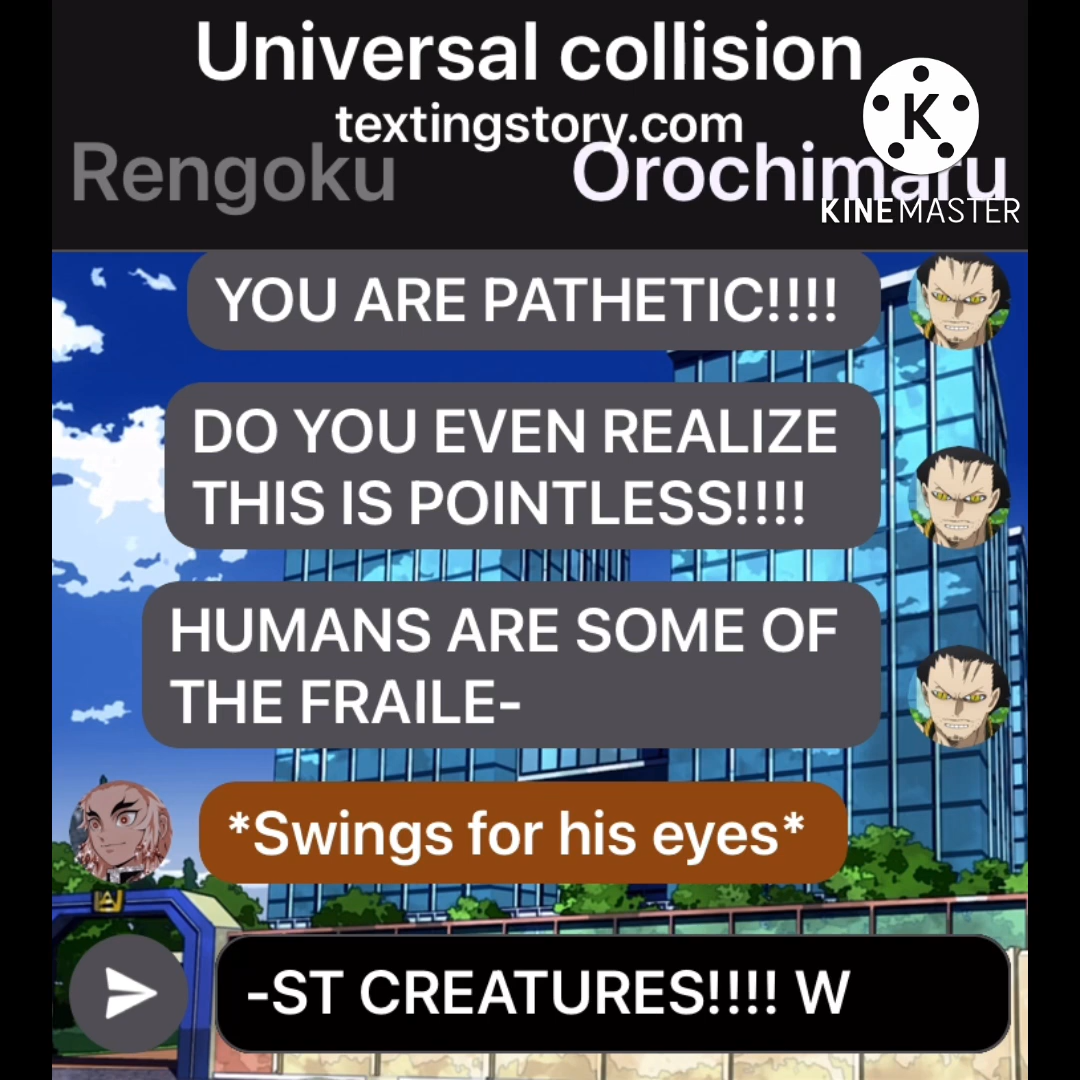 Universal collision
textingstory.com
K
KINEMASTER
Rengoku
Orochimaru
YOU ARE PATHETIC!!!!
DO YOU EVEN REALIZE
THIS IS POINTLESS!!!!
HUMANS ARE SOME OF
THE FRAILE-
*Swings for his eyes*
-ST CREATURES!!!! W